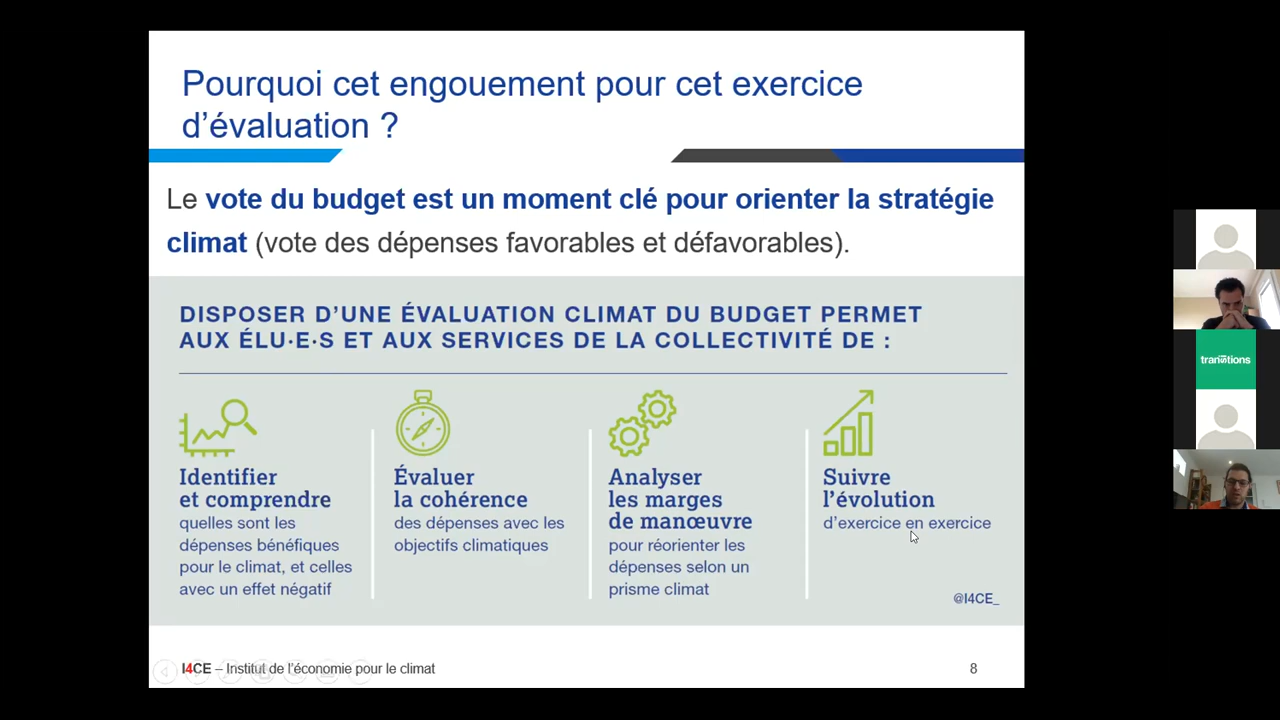 Pourquoi cet engouement pour cet exercice
d’évaluation ?
Le vote du budget est un moment clé pour orienter la stratégie
climat (vote des dépenses favorables et défavorables).
DISPOSER D’UNE ÉVALUATION CLIMAT DU BUDGET PERMET
AUX ÉLU·E·S ET AUX SERVICES DE LA COLLECTIVITÉ DE :
Identifier
et comprendre
quelles sont les
dépenses bénéfiques
pour le climat, et celles
avec un effet négatif
Évaluer
la cohérence
des dépenses avec les
objectifs climatiques
Analyser
les marges
de manœuvre
pour réorienter les
dépenses selon un
prisme climat
Suivre
l’évolution
d’exercice en exercice
@I4CE_
I4CE – Institut de l’économie pour le climat
8
transitions